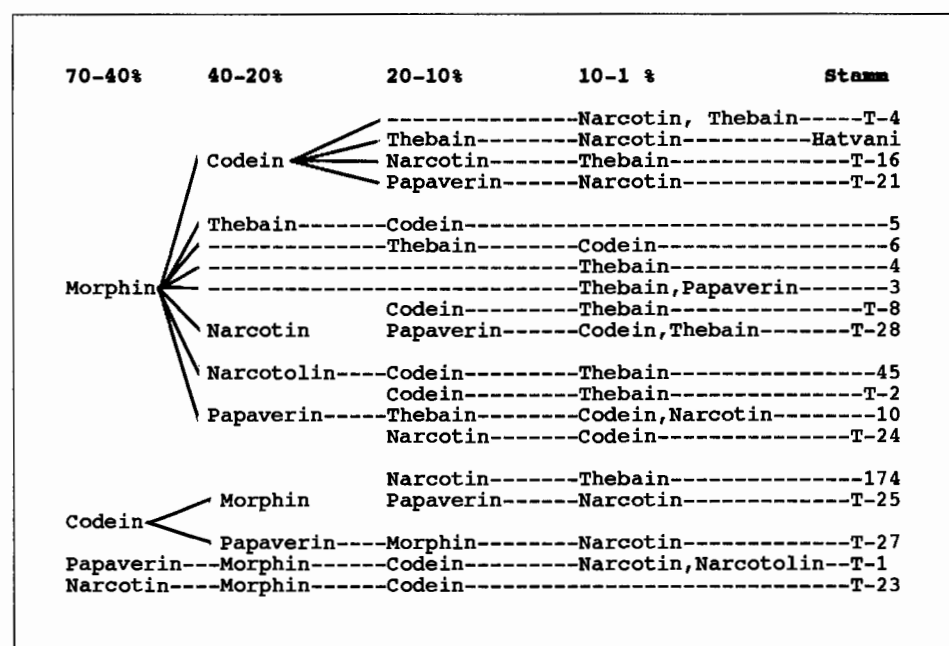 70-40% 40-20% 20-10% 10-1 % Stamm
---------------Narcotin, Thebain-----T-4
Thebain--------Narcotin----------Hatvani
Codein Narcotin-------Thebain-------------T-16
Papaverin------Narcotin------------T-21
Thebain-------Codein--------------------------------5
--------------Thebain--------Codein-----------------6
-----------------------------Thebain----------------4
Morphin -----------------------------Thebain,Papaverin------3
Codein---------Thebain-------------T-8
Narcotin Papaverin------Codein,Thebain------T-28
Narcotolin----Codein---------Thebain---------------45
Codein---------Thebain-------------T-2
Papaverin-----Thebain--------Codein,Narcotin-------10
Narcotin-------Codein-------------T-24
Narcotin-------Thebain-------------174
Morphin Papaverin------Narcotin-----------T-25
Codein
Papaverin----Morphin--------Narcotin-----------T-27
Papaverin---Morphin------Codein---------Narcotin,Narcotolin--T-1
Narcotin----Morphin------Codein--------------------------T-23